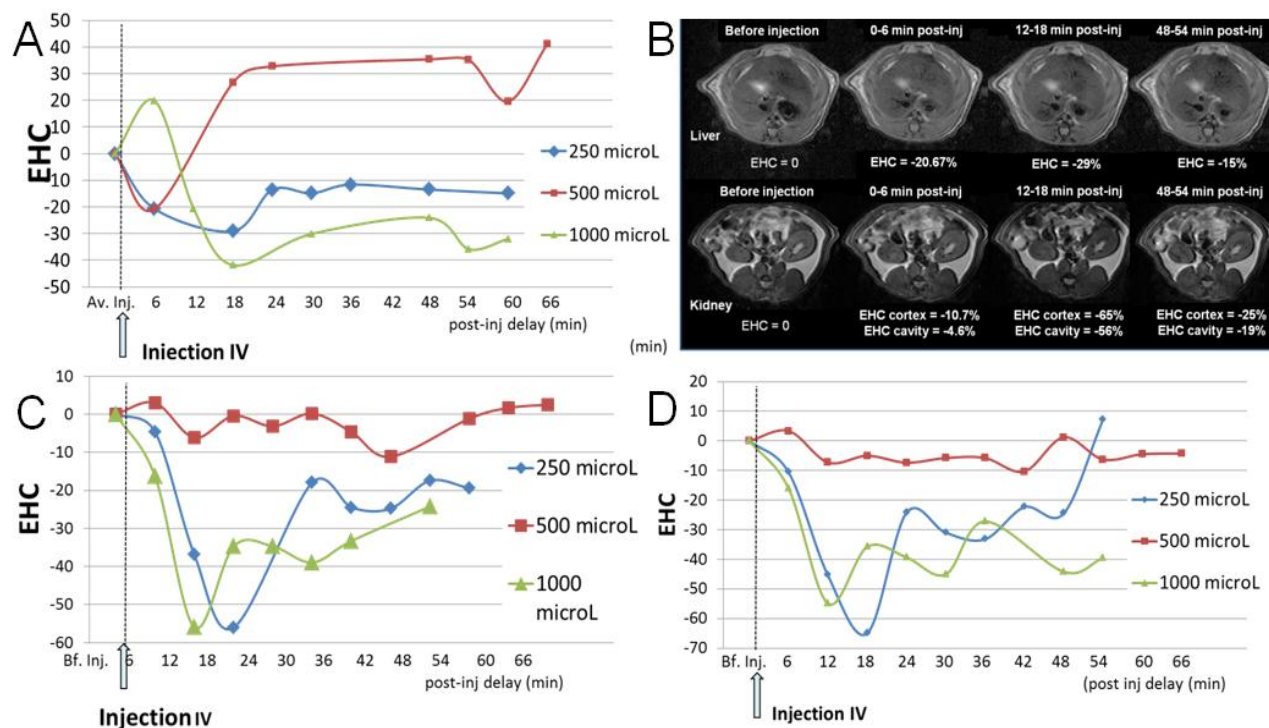 A
50
40
30
20
10
0
-10
-20
-30
-40
-50
EHC
250 microL
500 microL
1000 microL
Av. Inj. 6 12 18 24 30 36 42 48 54 60 66
post-inj delay (min)
Injection IV
B
Before injection 0-6 min post-inj 12-18 min post-inj 48-54 min post-inj
Liver
EHC = 0 EHC = -20.67% EHC = -29% EHC = -15%
Before injection 0-6 min post-inj 12-18 min post-inj 48-54 min post-inj
Kidney
EHC = 0 EHC cortex = -10.7% EHC cortex = -65% EHC cortex = -25%
EHC cavity = -4.6% EHC cavity = -56% EHC cavity = -19%
(min)
C
10
0
-10
-20
-30
-40
-50
-60
EHC
250 microL
500 microL
1000
microL
Bf. Inj. 6 12 18 24 30 36 42 48 54 60 66
post-inj delay (min)
Injection IV
D
20
10
0
-10
-20
-30
-40
-50
-60
-70
EHC
250 microL
500 microL
1000 microL
Bf. Inj. 6 12 18 24 30 36 42 48 54 60 66
(post inj delay (min)
Injection IV